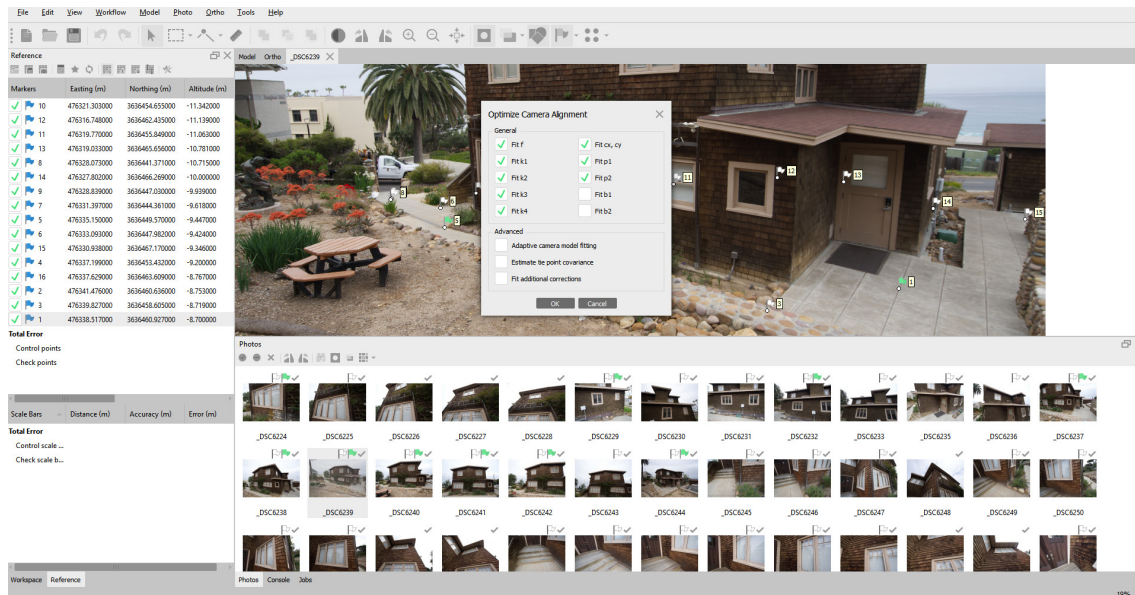 File Edit View Workflow Model Photo Ortho Tools Help
Reference
Model Ortho _DSC6239
Markers Easting (m) Northing (m) Altitude (m)
10 476321.303000 3636454.655000 -11.342000
12 476316.748000 3636462.435000 -11.139000
11 476319.770000 3636455.849000 -11.063000
13 476319.033000 3636465.656000 -10.781000
8 476328.073000 3636441.371000 -10.715000
14 476327.802000 3636466.269000 -10.000000
9 476328.839000 3636447.030000 -9.939000
7 476331.397000 3636444.361000 -9.618000
5 476335.150000 3636449.570000 -9.447000
6 476333.093000 3636447.982000 -9.424000
15 476330.938000 3636467.170000 -9.346000
4 476337.199000 3636453.432000 -9.200000
16 476337.629000 3636463.609000 -8.767000
2 476341.476000 3636460.636000 -8.753000
3 476339.827000 3636458.605000 -8.719000
1 476338.517000 3636460.927000 -8.700000
Total Error
Control points
Check points
Scale Bars Distance (m) Accuracy (m) Error (m)
Total Error
Control scale ...
Check scale b...
Workspace Reference
Optimize Camera Alignment
General
Fit f Fit cx, cy
Fit k1 Fit p1
Fit k2 Fit p2
Fit k3 Fit b1
Fit k4 Fit b2
Advanced
Adaptive camera model fitting
Estimate tie point covariance
Fit additional corrections
OK Cancel
8
6
5
11
12
13
14
15
1
3
Photos
_DSC6224 _DSC6225 _DSC6226 _DSC6227 _DSC6228 _DSC6229 _DSC6230 _DSC6231 _DSC6232 _DSC6233 _DSC6235 _DSC6236 _DSC6237
_DSC6238 _DSC6239 _DSC6240 _DSC6241 _DSC6242 _DSC6243 _DSC6244 _DSC6245 _DSC6246 _DSC6247 _DSC6248 _DSC6249 _DSC6250
Photos Console Jobs